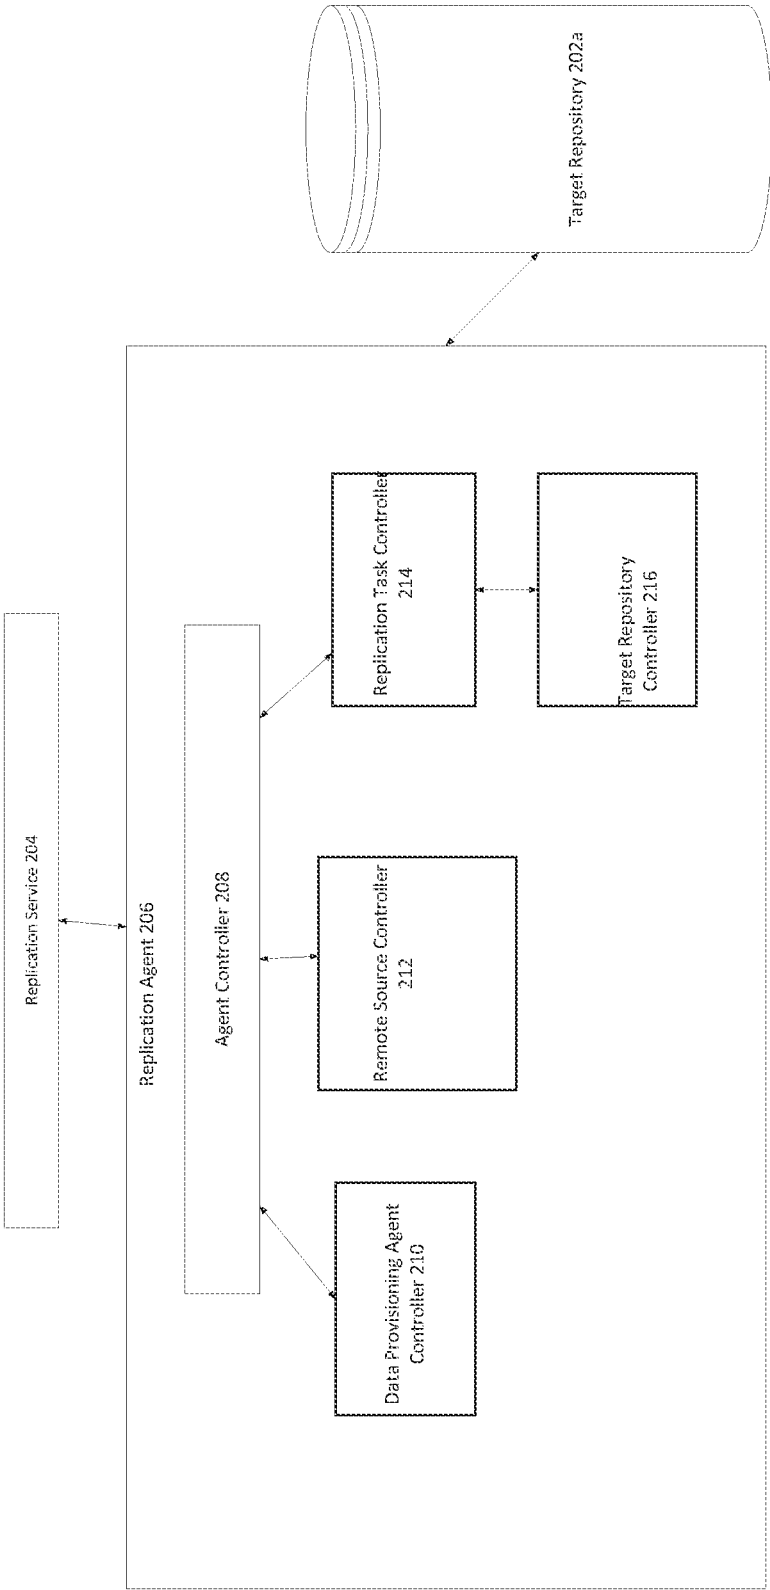 Replication Service 204
Replication Agent 206
Agent Controller 208
Data Provisioning Agent
Controller 210
Remote Source Controller
212
Replication Task Controller
214
Target Repository
Controller 216
Target Repository 202a